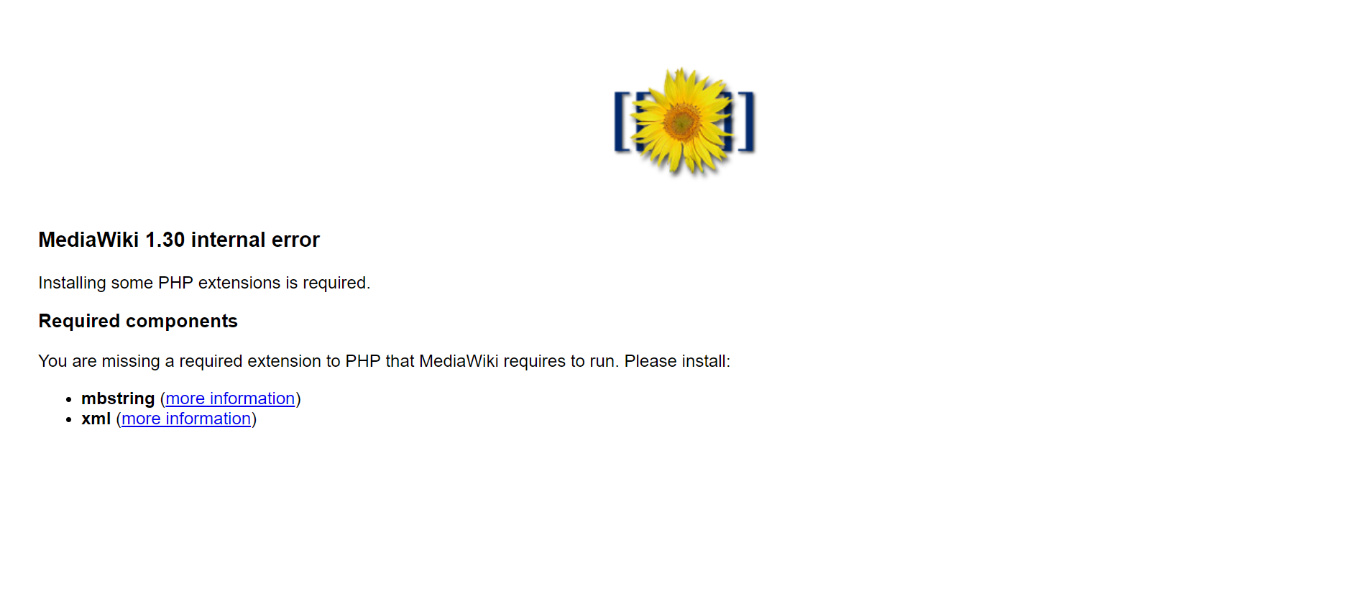 MediaWiki 1.30 internal error
Installing some PHP extensions is required.
Required components
You are missing a required extension to PHP that MediaWiki requires to run. Please install:
• mbstring (more information)
• xml (more information)